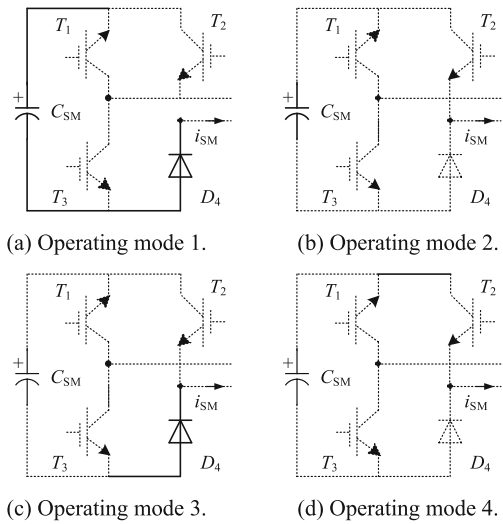 T1 T2
+ CSM iSM
T3 D4
(a) Operating mode 1.
T1 T2
+ CSM iSM
T3 D4
(b) Operating mode 2.
T1 T2
+ CSM iSM
T3 D4
(c) Operating mode 3.
T1 T2
+ CSM iSM
T3 D4
(d) Operating mode 4.